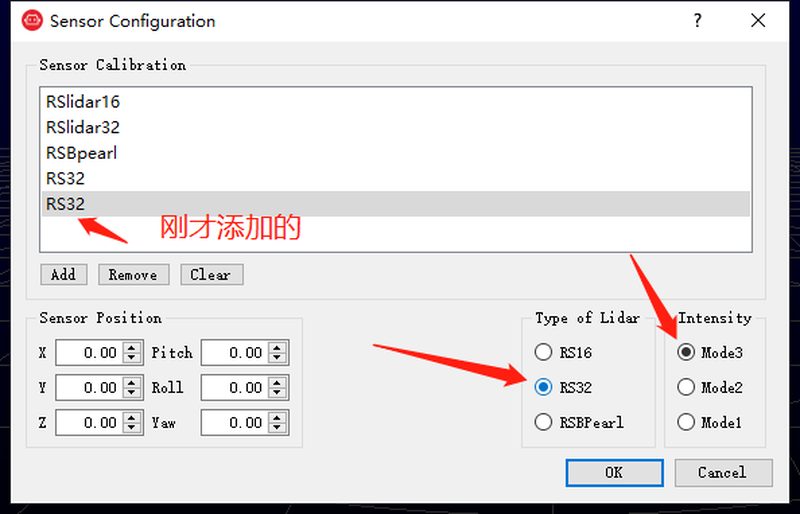 Sensor Configuration
?
Sensor Calibration
RSlidar16
RSlidar32
RSBpearl
RS32
RS32
刚才添加的
Add Remove Clear
Sensor Position
X 0.00 Pitch 0.00
Y 0.00 Roll 0.00
Z 0.00 Yaw 0.00
Type of Lidar
RS16
RS32
RSBPearl
Intensity
Mode3
Mode2
Mode1
OK Cancel